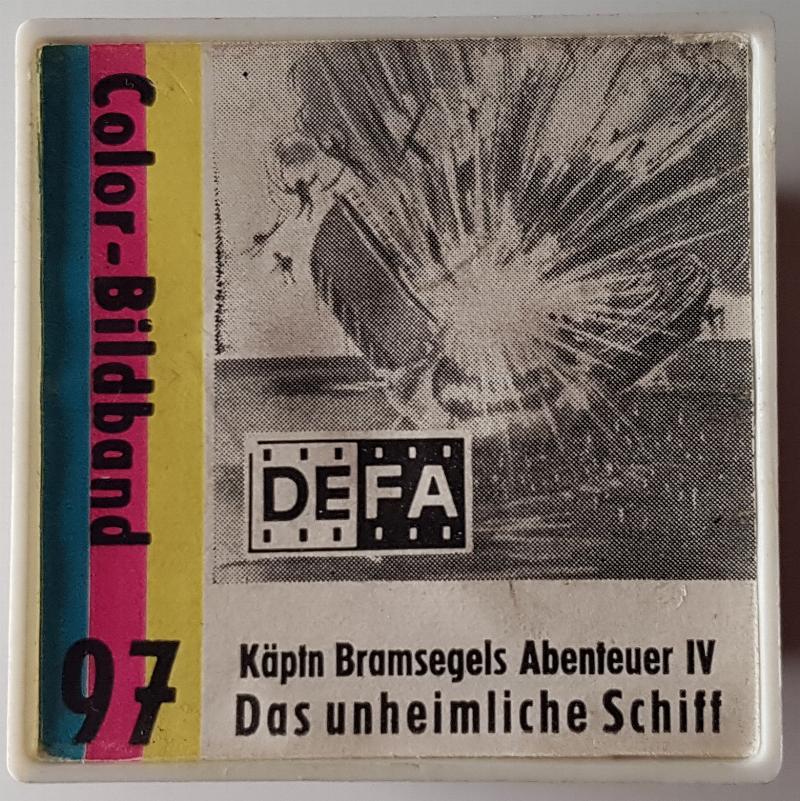 Color-Bildband
97
DEFA
Käptn Bramsegels Abenteuer IV
Das unheimliche Schiff